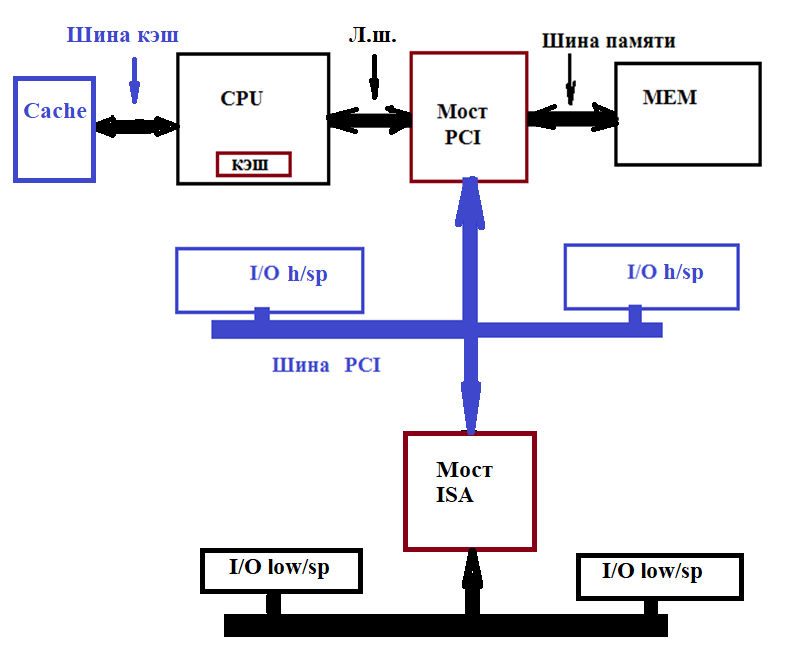 Шина кэш
Л.ш.
Шина памяти
Cache
CPU
кэш
Мост
PCI
MEM
I/O h/sp
I/O h/sp
Шина PCI
Мост
ISA
I/O low/sp
I/O low/sp